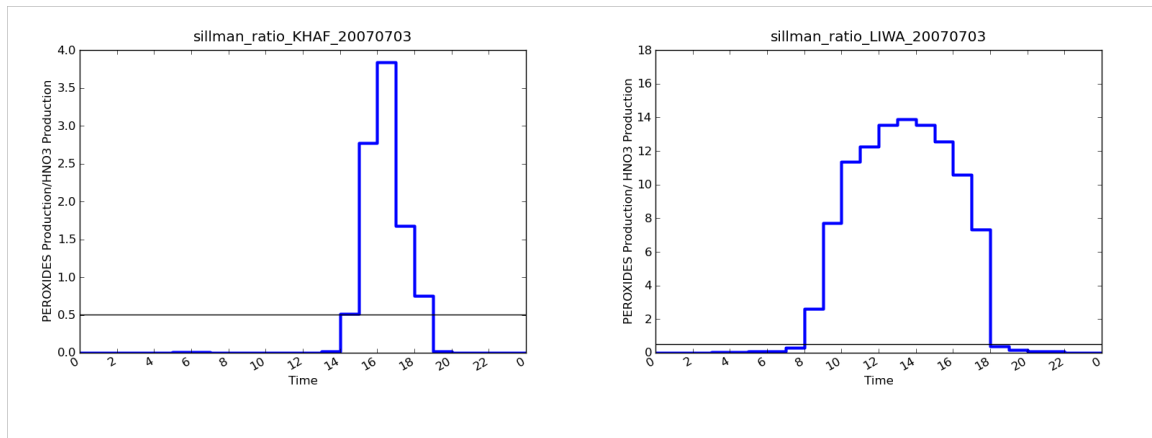 sillman_ratio_KHAF_20070703
4.0
3.5
3.0
2.5
2.0
1.5
1.0
0.5
0.0
PEROXIDES Production/HNO3 Production
0 2 4 6 8 10 12 14 16 18 20 22 0
Time
sillman_ratio_LIWA_20070703
18
16
14
12
10
8
6
4
2
0
PEROXIDES Production/ HNO3 Production
0 2 4 6 8 10 12 14 16 18 20 22 0
Time